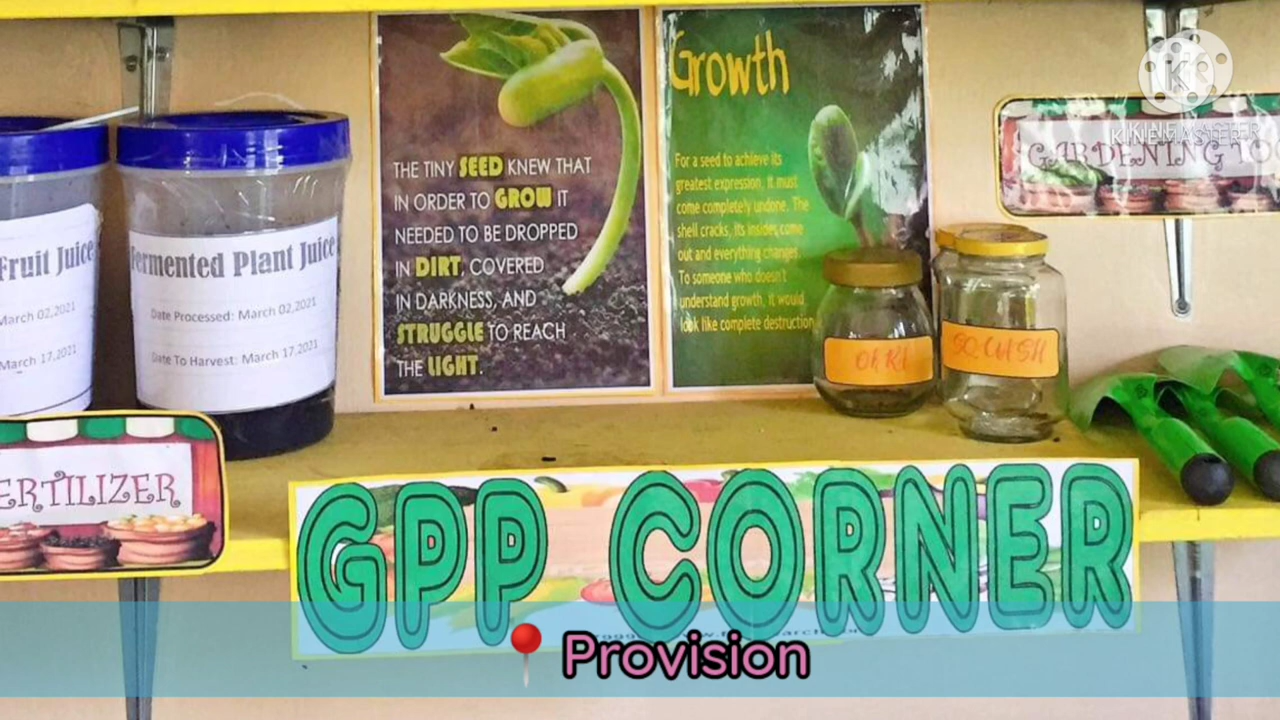 Fruit Juice
March 02,2021
March 17,2021
Fermented Plant Juice
Date Processed: March 02,2021
Date To Harvest: March 17,2021
THE TINY SEED KNEW THAT
IN ORDER TO GROW IT
NEEDED TO BE DROPPED
IN DIRT, COVERED
IN DARKNESS, AND
STRUGGLE TO REACH
THE LIGHT.
Growth
For a seed to achieve its
greatest expression, it must
come completely undone. The
shell cracks, its insides come
out and everything changes.
To someone who doesn't
understand growth, it would
look like complete destruction
OKRA
SQUASH
K
KINEMASTER
GARDENING TO
ERTILIZER
GPP CORNER
📍 Provision